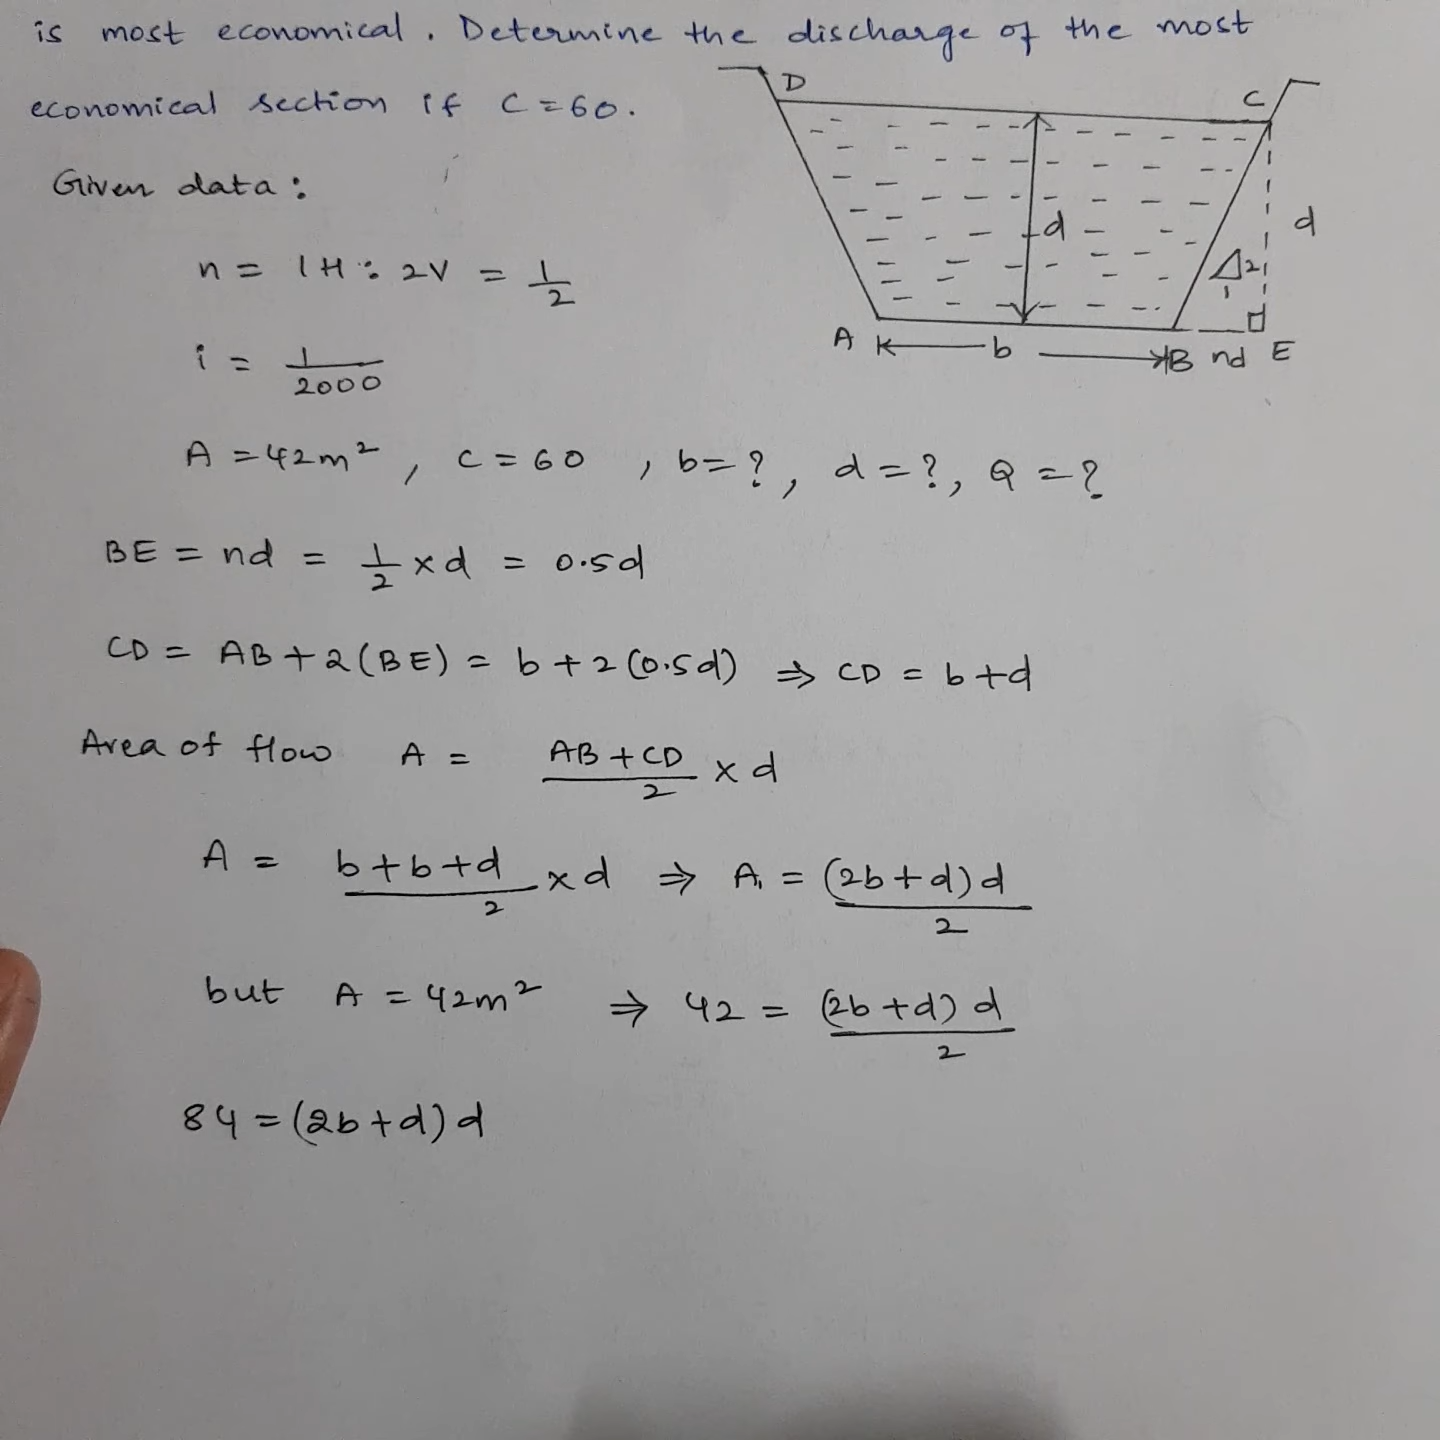 is most economical. Determine the discharge of the most
economical section if C=60.
D
C
Given data:
d
d
n = 1H : 2V = 1/2
2
1
A b B nd E
i = 1/2000
A = 42m², C = 60, b=?, d=?, Q=?
BE = nd = 1/2 × d = 0.5d
CD = AB+2(BE) = b+2(0.5d) ⇒ CD = b+d
Area of flow A = (AB+CD)/2 × d
A = (b+b+d)/2 × d ⇒ A = (2b+d)d/2
but A = 42m² ⇒ 42 = (2b+d)d/2
84 = (2b+d)d